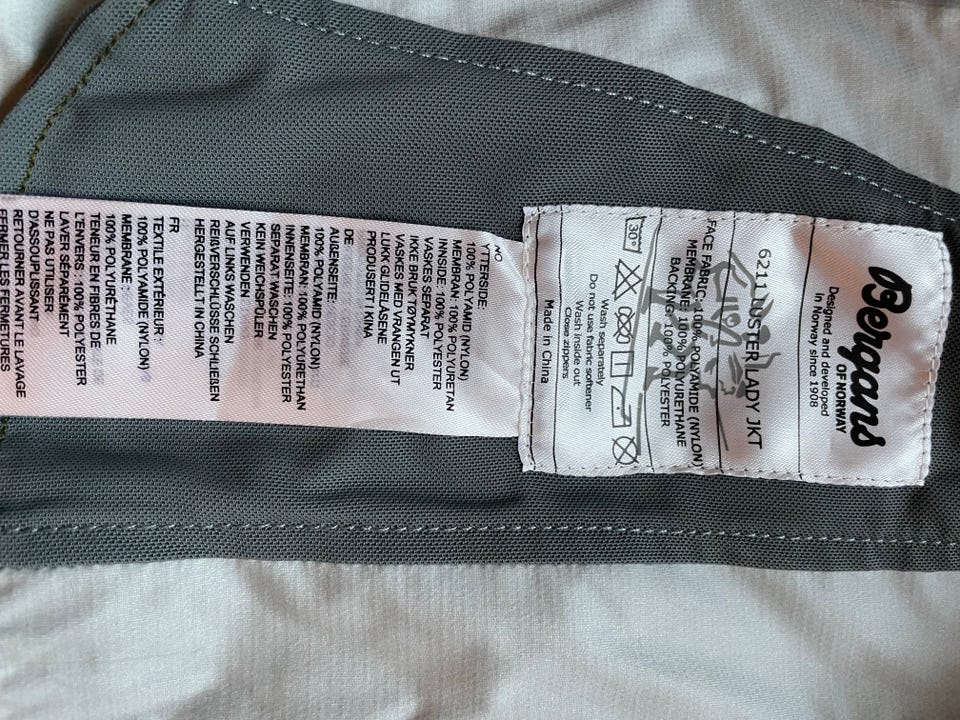 Bergans
OF NORWAY
Designed and developed
in Norway since 1908
6211 LUSTER LADY JKT
FACE FABRIC: 100% POLYAMIDE (NYLON)
MEMBRANE: 100% POLYURETHANE
BACKING: 100% POLYESTER
30°
Wash separately
Do not use fabric softener
Wash inside out
Close zippers
Made in China
NO
YTTERSIDE:
100% POLYAMID (NYLON)
MEMBRAN: 100% POLYURETAN
INNSIDE: 100% POLYESTER
VASKES SEPARAT
IKKE BRUK TØYMYKNER
VASKES MED VRANGEN UT
LUKK GLIDELÅSENE
PRODUSERT I KINA
DE
AUßENSEITE:
100% POLYAMID (NYLON)
MEMBRAN: 100% POLYURETHAN
INNENSEITE: 100% POLYESTER
SEPARAT WASCHEN
KEIN WEICHSPÜLER
VERWENDEN
AUF LINKS WASCHEN
REIßVERSCHLÜSSE SCHLIEßEN
HERGESTELLT IN CHINA
FR
TEXTILE EXTÉRIEUR :
100% POLYAMIDE (NYLON)
MEMBRANE :
100% POLYURÉTHANE
TENEUR EN FIBRES DE
L'ENVERS : 100% POLYESTER
LAVER SÉPARÉMENT
NE PAS UTILISER
D'ASSOUPLISSANT
RETOURNER AVANT LE LAVAGE
FERMER LES FERMETURES